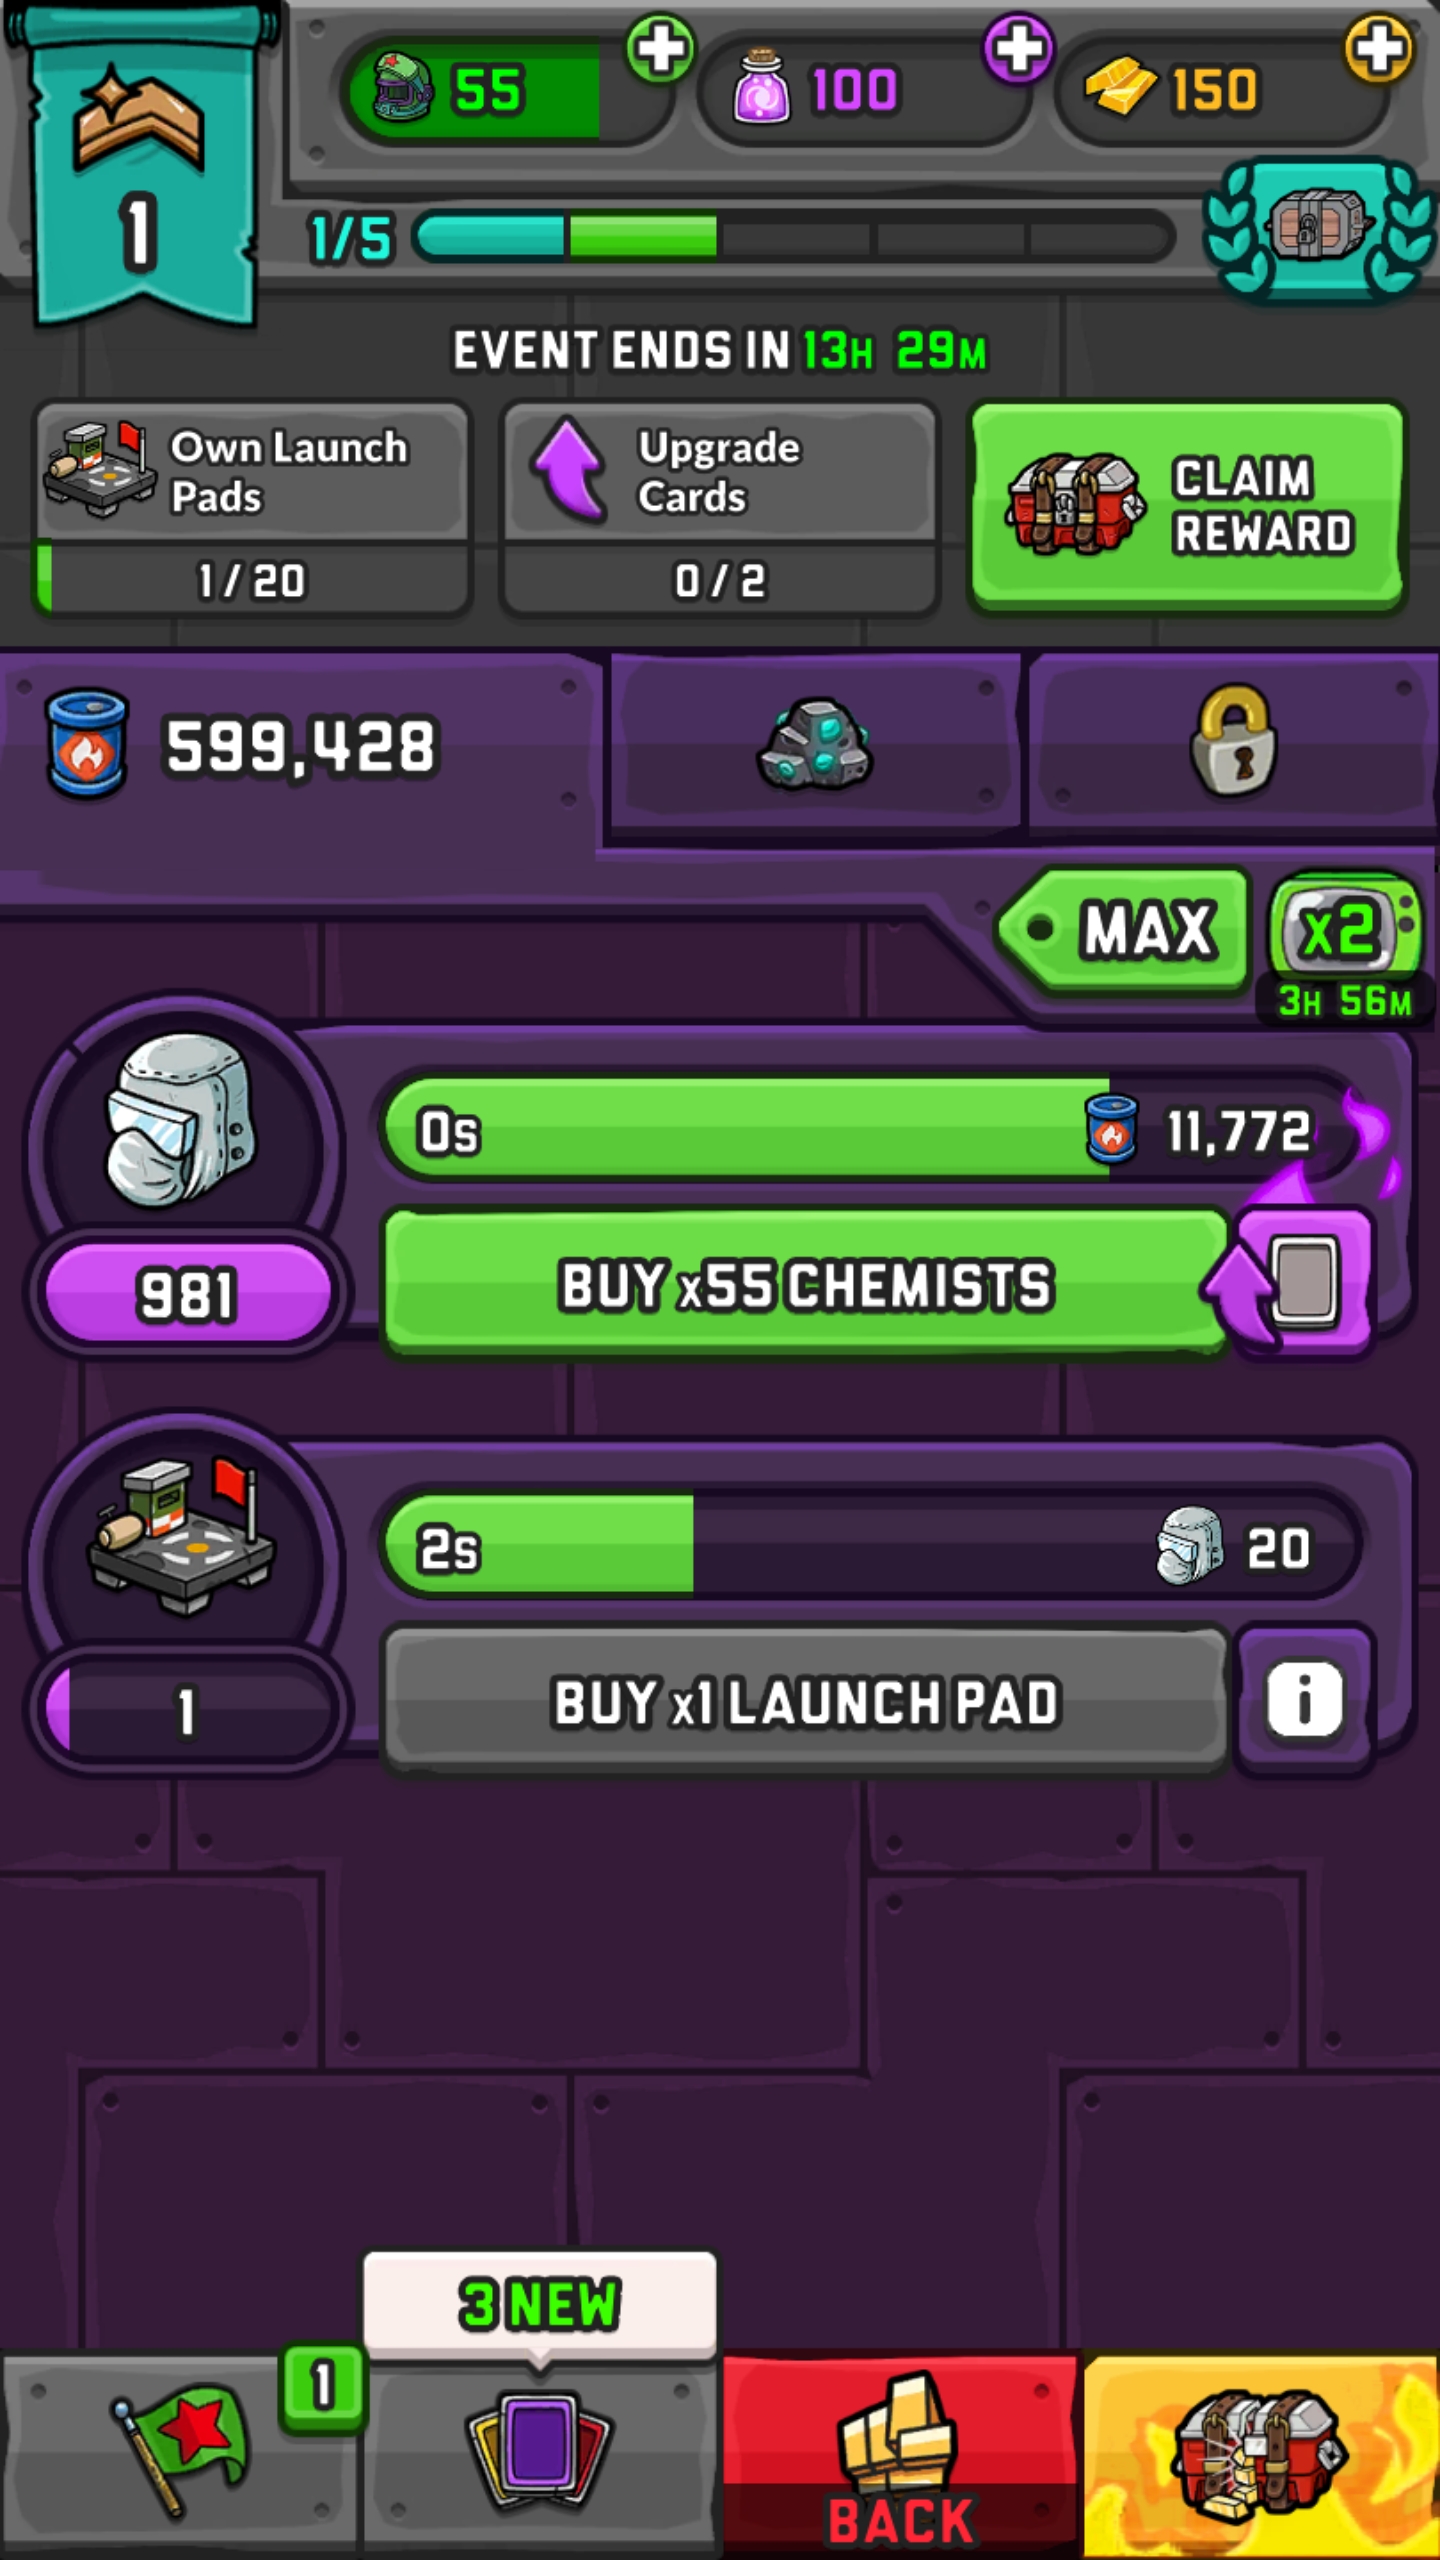 55
100
150
1
1/5
EVENT ENDS IN 13H 29M
Own Launch
Pads
1 / 20
Upgrade
Cards
0 / 2
CLAIM
REWARD
599,428
MAX
x2
3H 56M
0s
11,772
981
BUY x55 CHEMISTS
2s
20
1
BUY x1 LAUNCH PAD
i
3 NEW
1
BACK